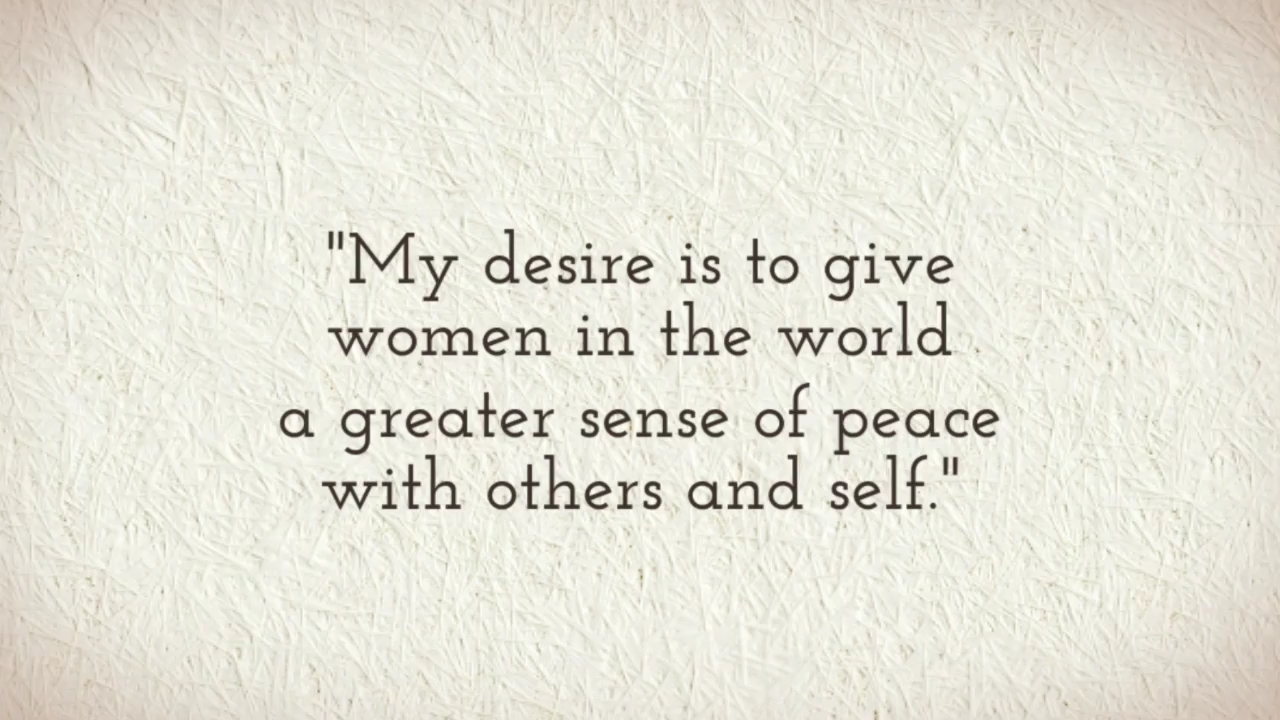 "My desire is to give
women in the world
a greater sense of peace
with others and self."